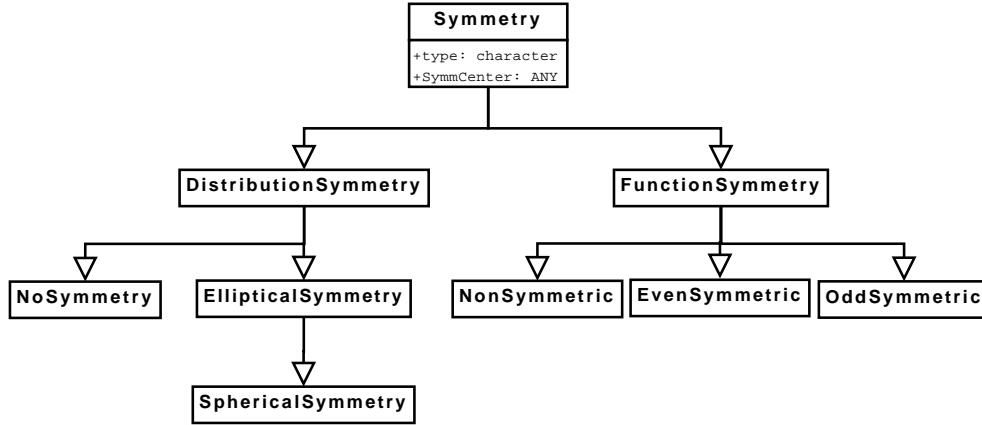 Symmetry
+type: character
+SymmCenter: ANY
DistributionSymmetry
FunctionSymmetry
NoSymmetry
EllipticalSymmetry
NonSymmetric
EvenSymmetric
OddSymmetric
SphericalSymmetry